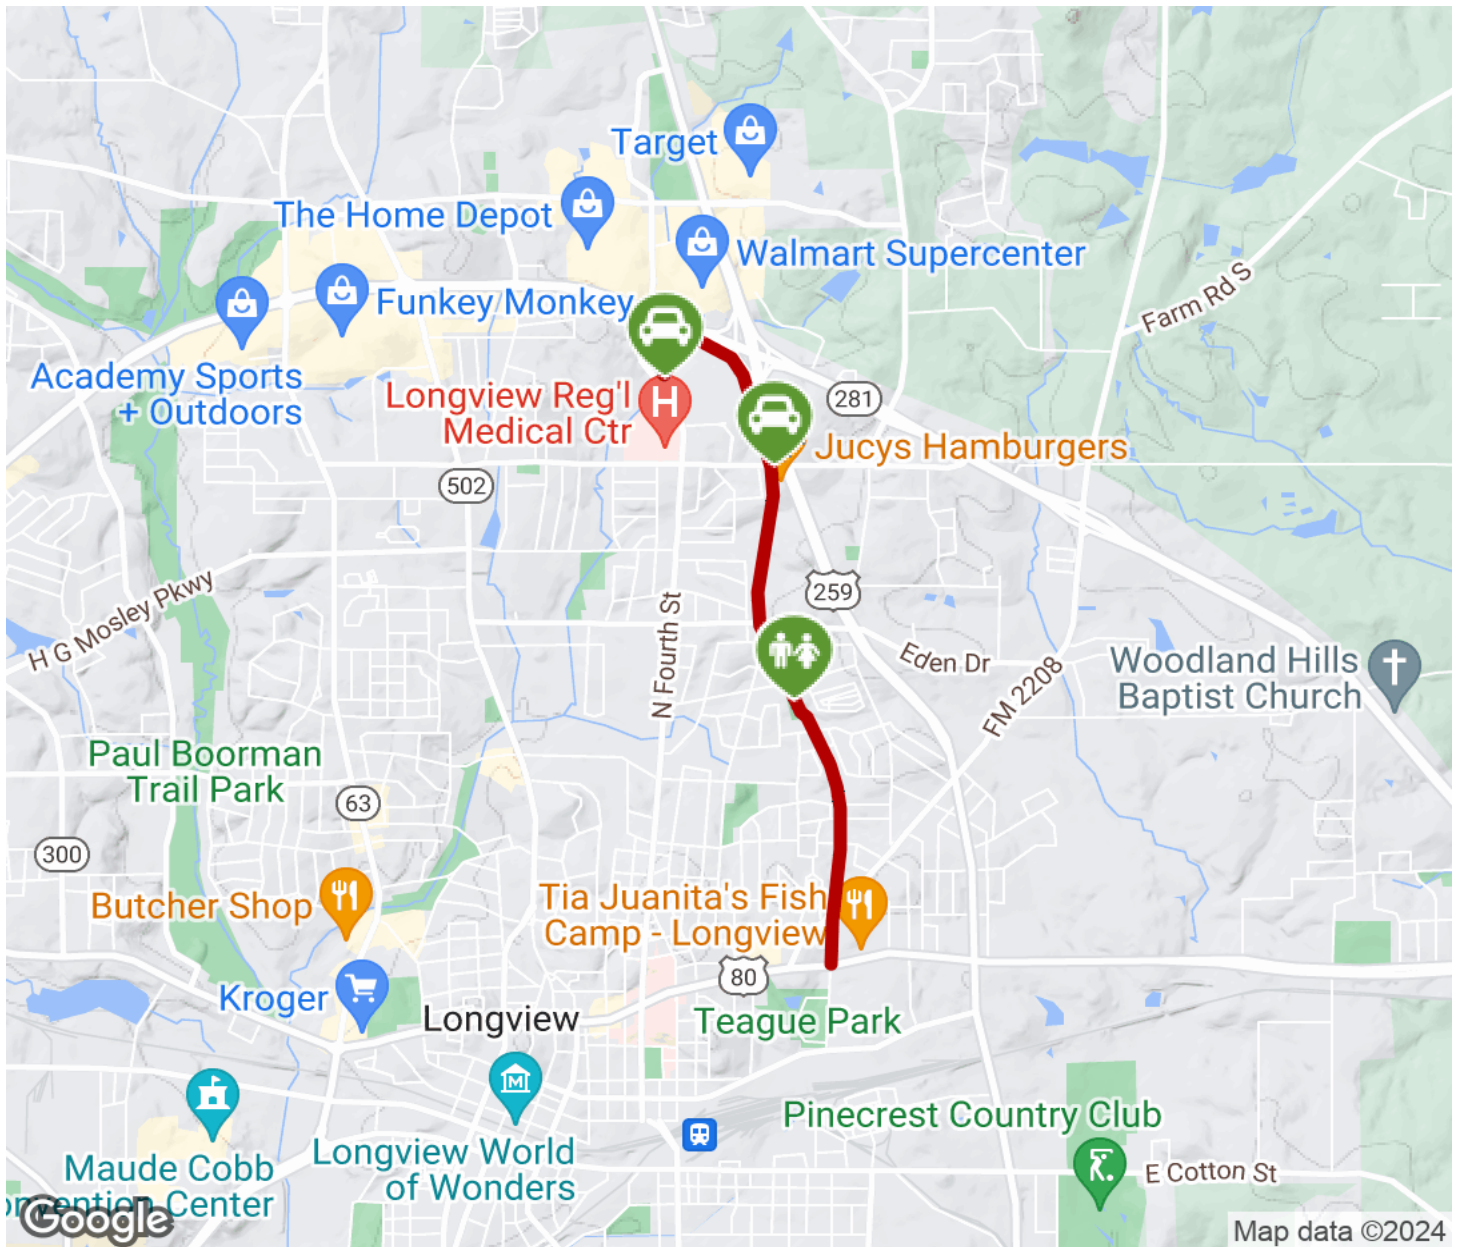 Target
The Home Depot
Walmart Supercenter
Farm Rd S
Funkey Monkey
Academy Sports
+ Outdoors
Longview Reg'l
Medical Ctr
H
281
Jucys Hamburgers
502
259
H G Mosley Pkwy
N Fourth St
Eden Dr
FM 2208
Woodland Hills
Baptist Church
Paul Boorman
Trail Park
63
300
Butcher Shop
Tia Juanita's Fish
Camp - Longview
80
Kroger
Longview
Teague Park
M
Pinecrest Country Club
Longview World
of Wonders
E Cotton St
Maude Cobb
onvention Center
Google
Map data ©2024